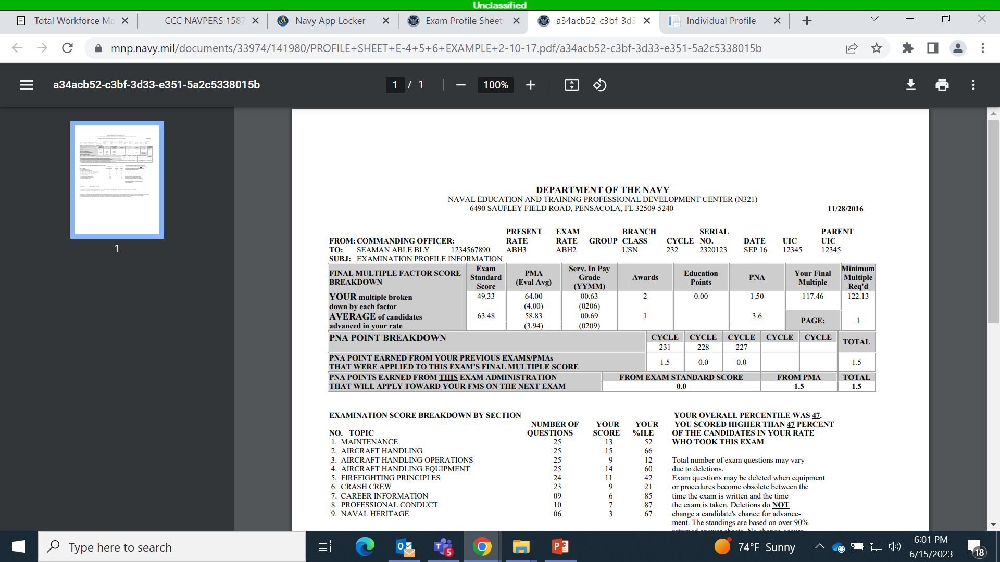 Unclassified
Total Workforce Ma
CCC NAVPERS 1587
Navy App Locker
Exam Profile Sheet
a34acb52-c3bf-3d3
Individual Profile
mnp.navy.mil/documents/33974/141980/PROFILE+SHEET+E-4+5+6+EXAMPLE+2-10-17.pdf/a34acb52-c3bf-3d33-e351-5a2c5338015b
a34acb52-c3bf-3d33-e351-5a2c5338015b
1 / 1
100%
1
DEPARTMENT OF THE NAVY
NAVAL EDUCATION AND TRAINING PROFESSIONAL DEVELOPMENT CENTER (N321)
6490 SAUFLEY FIELD ROAD, PENSACOLA, FL 32509-5240 11/28/2016
PRESENT EXAM BRANCH SERIAL PARENT
FROM: COMMANDING OFFICER: RATE RATE GROUP CLASS CYCLE NO. DATE UIC UIC
TO: SEAMAN ABLE BLY 1234567890 ABH3 ABH2 USN 232 2320123 SEP 16 12345 12345
SUBJ: EXAMINATION PROFILE INFORMATION
FINAL MULTIPLE FACTOR SCORE
BREAKDOWN
Exam
Standard
Score
PMA
(Eval Avg)
Serv. In Pay
Grade
(YYMM)
Awards
Education
Points
PNA
Your Final
Multiple
Minimum
Multiple
Req'd
YOUR multiple broken 49.33 64.00 00.63 2 0.00 1.50 117.46 122.13
down by each factor (4.00) (0206)
AVERAGE of candidates 63.48 58.83 00.69 1 3.6 PAGE: 1
advanced in your rate (3.94) (0209)
PNA POINT BREAKDOWN CYCLE CYCLE CYCLE CYCLE CYCLE TOTAL
231 228 227
PNA POINT EARNED FROM YOUR PREVIOUS EXAMS/PMAs
THAT WERE APPLIED TO THIS EXAM'S FINAL MULTIPLE SCORE 1.5 0.0 0.0 1.5
PNA POINTS EARNED FROM THIS EXAM ADMINISTRATION FROM EXAM STANDARD SCORE FROM PMA TOTAL
THAT WILL APPLY TOWARD YOUR FMS ON THE NEXT EXAM 0.0 1.5 1.5
EXAMINATION SCORE BREAKDOWN BY SECTION
NUMBER OF YOUR YOUR
NO. TOPIC QUESTIONS SCORE %ILE
1. MAINTENANCE 25 13 52
2. AIRCRAFT HANDLING 25 15 66
3. AIRCRAFT HANDLING OPERATIONS 25 9 12
4. AIRCRAFT HANDLING EQUIPMENT 25 14 60
5. FIREFIGHTING PRINCIPLES 24 11 42
6. CRASH CREW 23 9 21
7. CAREER INFORMATION 09 6 85
8. PROFESSIONAL CONDUCT 10 7 87
9. NAVAL HERITAGE 06 3 67
YOUR OVERALL PERCENTILE WAS 47.
YOU SCORED HIGHER THAN 47 PERCENT
OF THE CANDIDATES IN YOUR RATE
WHO TOOK THIS EXAM
Total number of exam questions may vary
due to deletions.
Exam questions may be deleted when equipment
or procedures become obsolete between the
time the exam is written and the time
the exam is taken. Deletions do NOT
change a candidate's chance for advance-
ment. The standings are based on over 90%
Type here to search
5
74°F Sunny
6:01 PM
6/15/2023
18